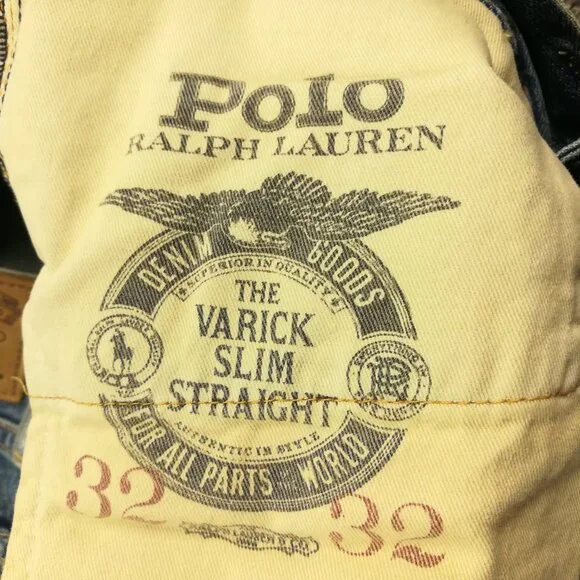 Polo
RALPH LAUREN
DENIM GOODS
SUPERIOR IN QUALITY
THE
VARICK
SLIM
STRAIGHT
AUTHENTIC IN STYLE
FOR ALL PARTS WORLD
32 32